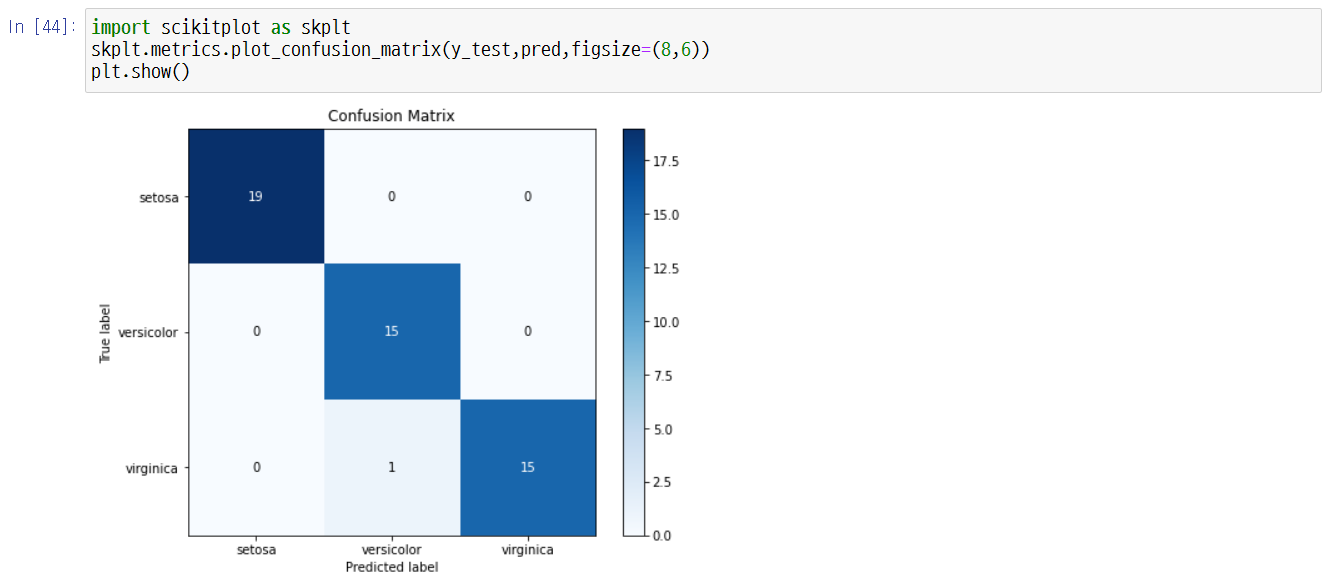 In [44]:
import scikitplot as skplt
skplt.metrics.plot_confusion_matrix(y_test,pred,figsize=(8,6))
plt.show()
Confusion Matrix
setosa 19 0 0
versicolor 0 15 0
virginica 0 1 15
True label
setosa versicolor virginica
Predicted label
17.5
15.0
12.5
10.0
7.5
5.0
2.5
0.0